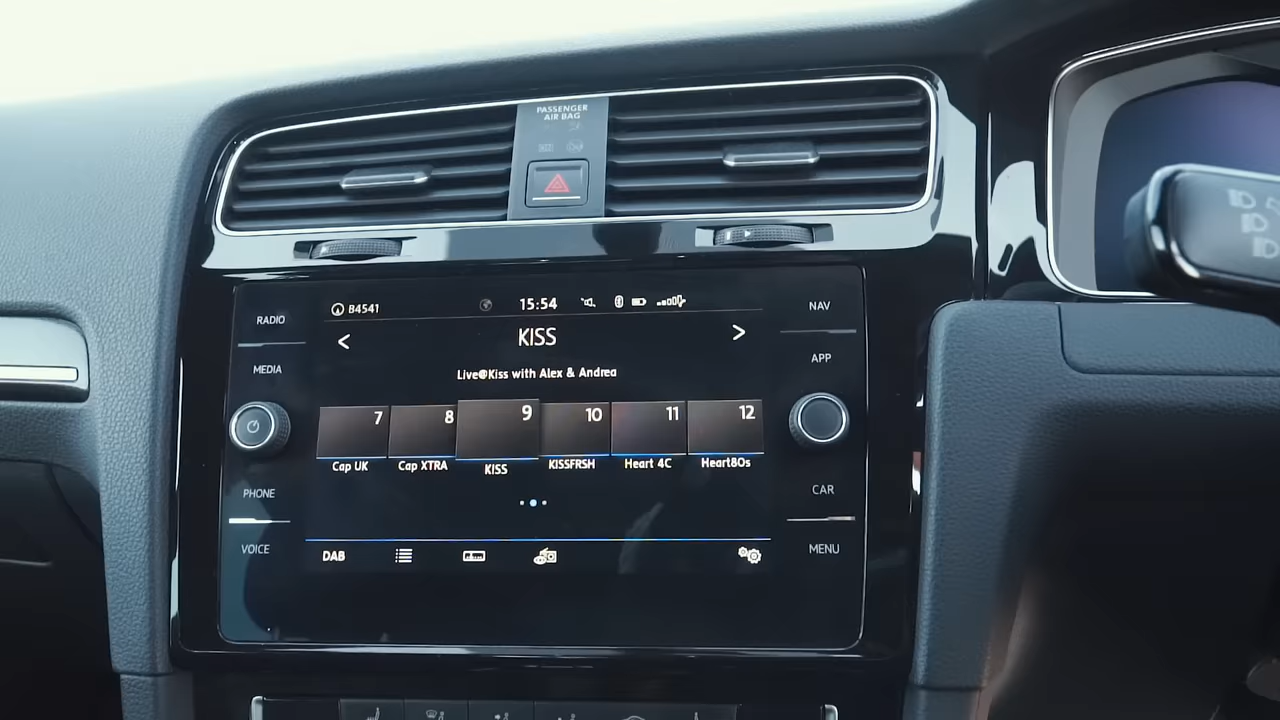 PASSENGER
AIR BAG
RADIO
MEDIA
PHONE
VOICE
B4541
15:54
KISS
Live@Kiss with Alex & Andrea
7 8 9 10 11 12
Cap UK Cap XTRA KISS KISSFRSH Heart 4C Heart80s
DAB
NAV
APP
CAR
MENU